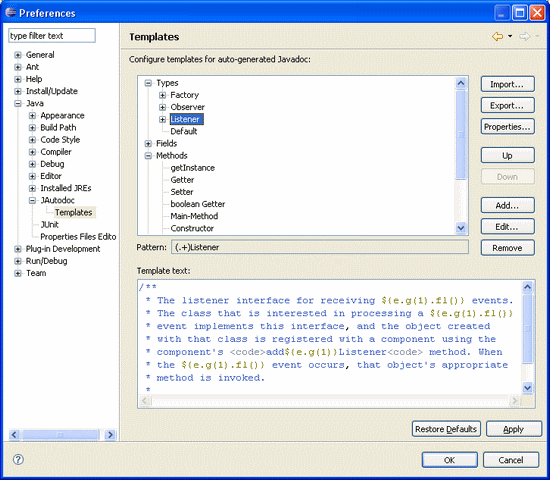 Preferences
type filter text
General
Ant
Help
Install/Update
Java
Appearance
Build Path
Code Style
Compiler
Debug
Editor
Installed JREs
JAutodoc
Templates
JUnit
Properties Files Edito
Plug-in Development
Run/Debug
Team
Templates
Configure templates for auto-generated Javadoc:
Types
Factory
Observer
Listener
Default
Fields
Methods
getInstance
Getter
Setter
boolean Getter
Main-Method
Constructor
Import...
Export...
Properties...
Up
Down
Add...
Edit...
Remove
Pattern: (.+)Listener
Template text:
/**
* The listener interface for receiving ${e.g(1).fl()} events.
* The class that is interested in processing a ${e.g(1).fl()}
* event implements this interface, and the object created
* with that class is registered with a component using the
* component's <code>add${e.g(1)}Listener<code> method. When
* the ${e.g(1).fl()} event occurs, that object's appropriate
* method is invoked.
*
Restore Defaults
Apply
?
OK
Cancel